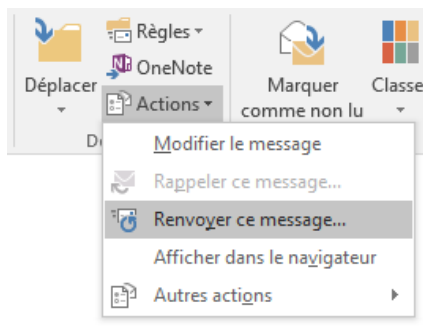 Règles
OneNote
Déplacer
Actions
Marquer
comme non lu
Classe
D
Modifier le message
Rappeler ce message...
Renvoyer ce message...
Afficher dans le navigateur
Autres actions